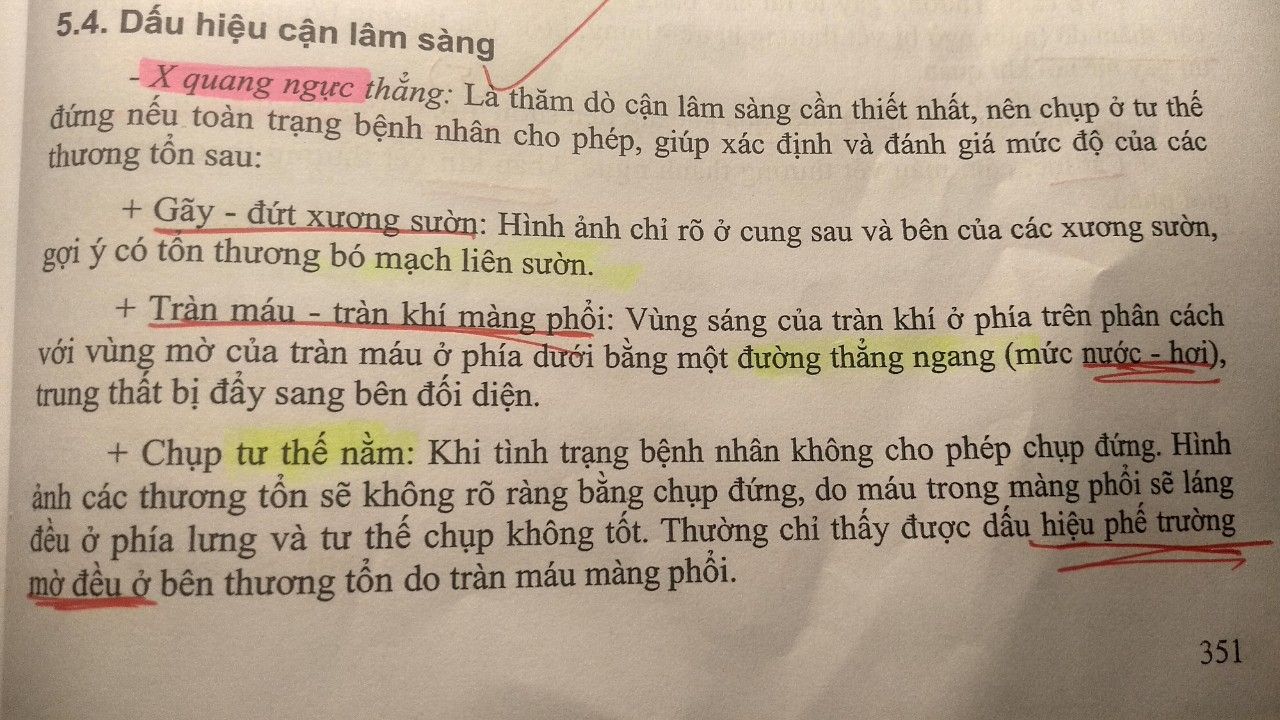 5.4. Dấu hiệu cận lâm sàng
- X quang ngực thẳng: Là thăm dò cận lâm sàng cần thiết nhất, nên chụp ở tư thế
đứng nếu toàn trạng bệnh nhân cho phép, giúp xác định và đánh giá mức độ của các
thương tổn sau:
+ Gãy - đứt xương sườn: Hình ảnh chỉ rõ ở cung sau và bên của các xương sườn,
gợi ý có tổn thương bó mạch liên sườn.
+ Tràn máu - tràn khí màng phổi: Vùng sáng của tràn khí ở phía trên phân cách
với vùng mờ của tràn máu ở phía dưới bằng một đường thẳng ngang (mức nước - hơi),
trung thất bị đẩy sang bên đối diện.
+ Chụp tư thế nằm: Khi tình trạng bệnh nhân không cho phép chụp đứng. Hình
ảnh các thương tổn sẽ không rõ ràng bằng chụp đứng, do máu trong màng phổi sẽ láng
đều ở phía lưng và tư thế chụp không tốt. Thường chỉ thấy được dấu hiệu phế trường
mờ đều ở bên thương tổn do tràn máu màng phổi.
351